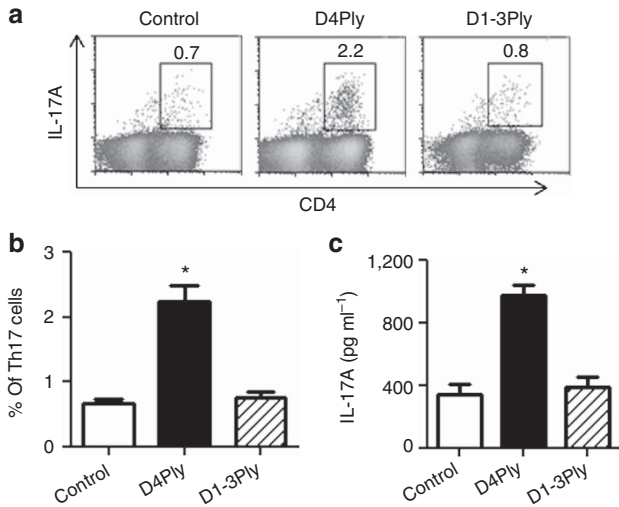 a
Control D4Ply D1-3Ply
0.7 2.2 0.8
IL-17A
CD4
b
3
2
1
0
% Of Th17 cells
*
Control D4Ply D1-3Ply
c
1,200
800
400
0
IL-17A (pg ml⁻¹)
*
Control D4Ply D1-3Ply